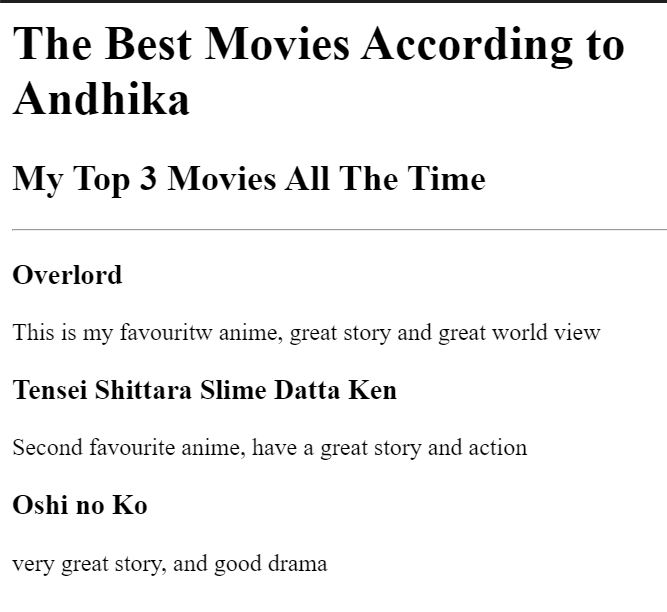 The Best Movies According to
Andhika
My Top 3 Movies All The Time
Overlord
This is my favouritw anime, great story and great world view
Tensei Shittara Slime Datta Ken
Second favourite anime, have a great story and action
Oshi no Ko
very great story, and good drama